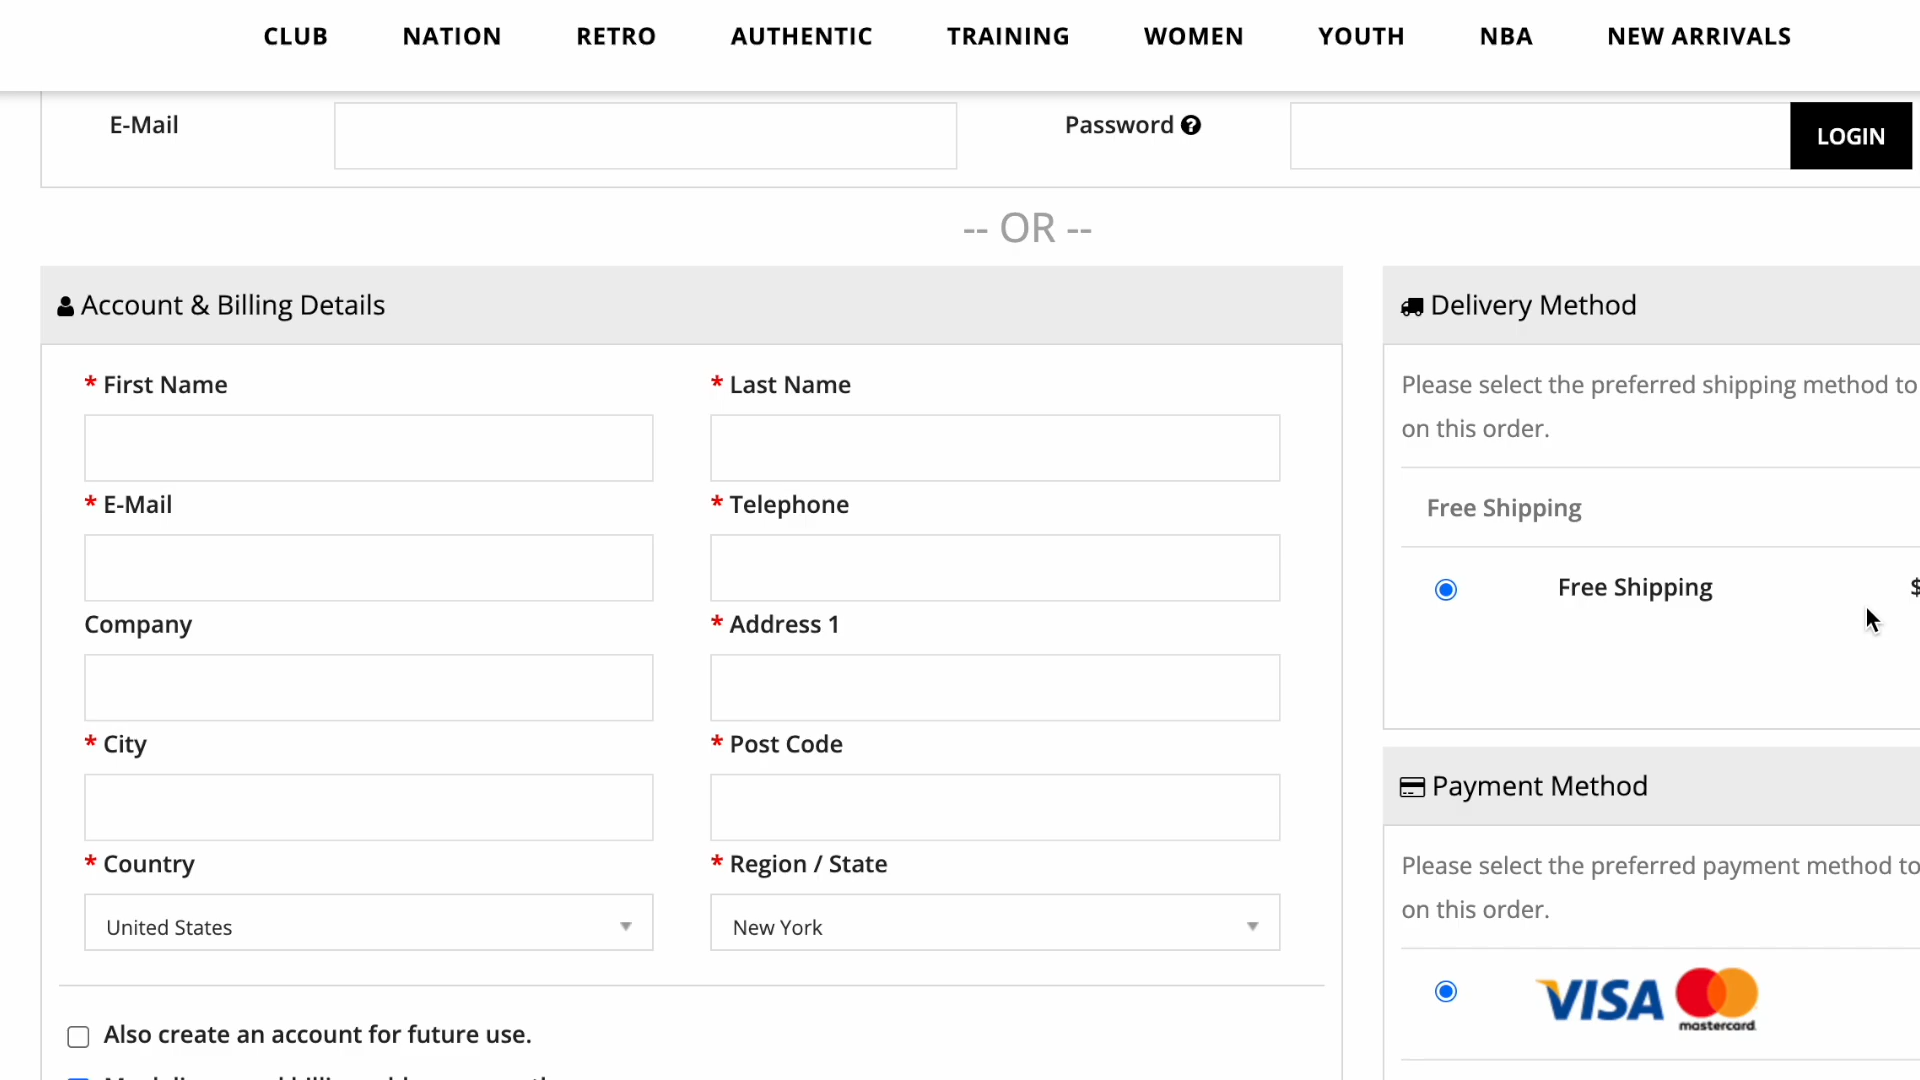 CLUB NATION RETRO AUTHENTIC TRAINING WOMEN YOUTH NBA NEW ARRIVALS
E-Mail
Password
LOGIN
-- OR --
Account & Billing Details
* First Name
* Last Name
* E-Mail
* Telephone
Company
* Address 1
* City
* Post Code
* Country
* Region / State
United States
New York
Also create an account for future use.
Delivery Method
Please select the preferred shipping method to
on this order.
Free Shipping
Free Shipping
$
Payment Method
Please select the preferred payment method to
on this order.
VISA
mastercard